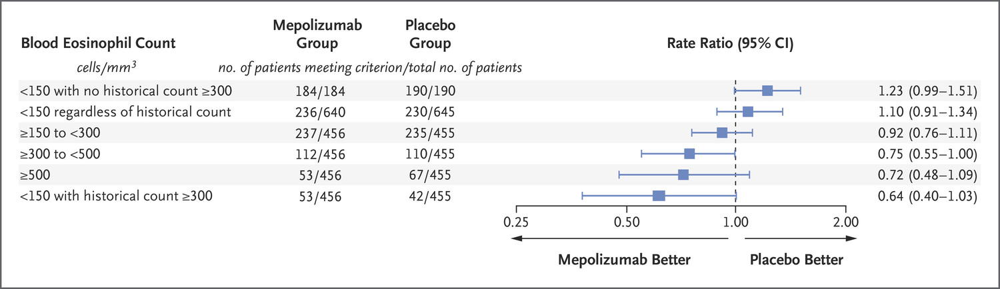 Blood Eosinophil Count Mepolizumab Group Placebo Group Rate Ratio (95% CI)
cells/mm³ no. of patients meeting criterion/total no. of patients
<150 with no historical count ≥300 184/184 190/190 1.23 (0.99–1.51)
<150 regardless of historical count 236/640 230/645 1.10 (0.91–1.34)
≥150 to <300 237/456 235/455 0.92 (0.76–1.11)
≥300 to <500 112/456 110/455 0.75 (0.55–1.00)
≥500 53/456 67/455 0.72 (0.48–1.09)
<150 with historical count ≥300 53/456 42/455 0.64 (0.40–1.03)
0.25 0.50 1.00 2.00
Mepolizumab Better Placebo Better